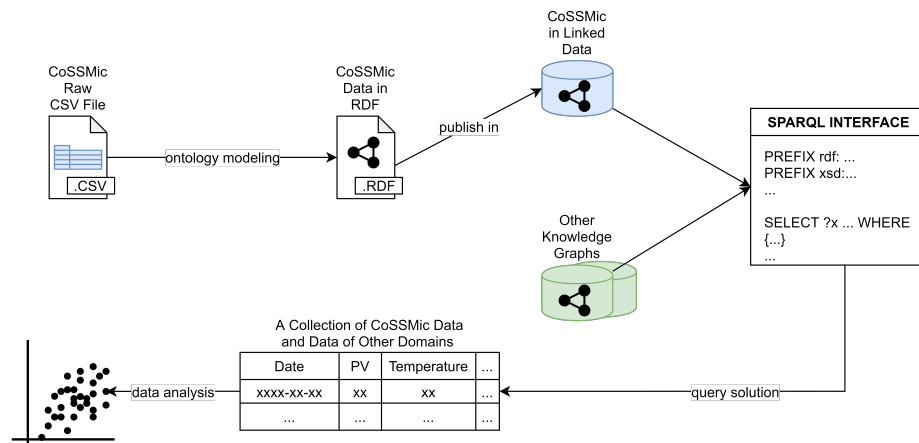 CoSSMic
Raw
CSV File
.CSV
ontology modeling
CoSSMic
Data in
RDF
.RDF
publish in
CoSSMic
in Linked
Data
Other
Knowledge
Graphs
SPARQL INTERFACE
PREFIX rdf: ...
PREFIX xsd:...
...
SELECT ?x ... WHERE
{...}
...
query solution
A Collection of CoSSMic Data
and Data of Other Domains
Date PV Temperature ...
xxxx-xx-xx xx xx ...
... ... ... ...
data analysis